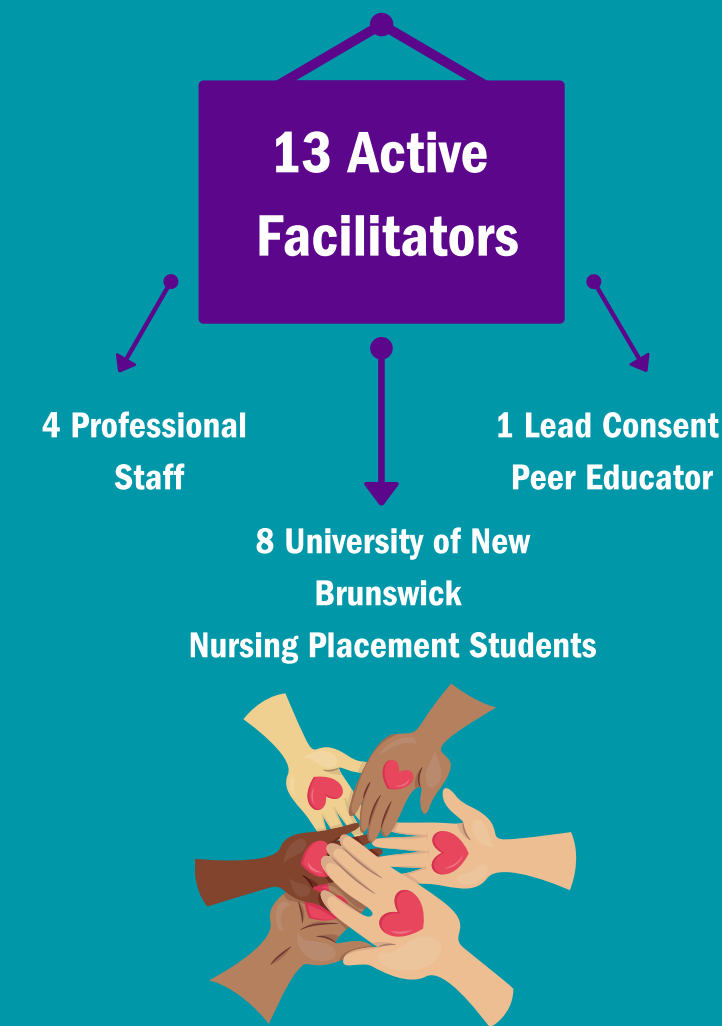 13 Active
Facilitators
4 Professional
Staff
1 Lead Consent
Peer Educator
8 University of New
Brunswick
Nursing Placement Students